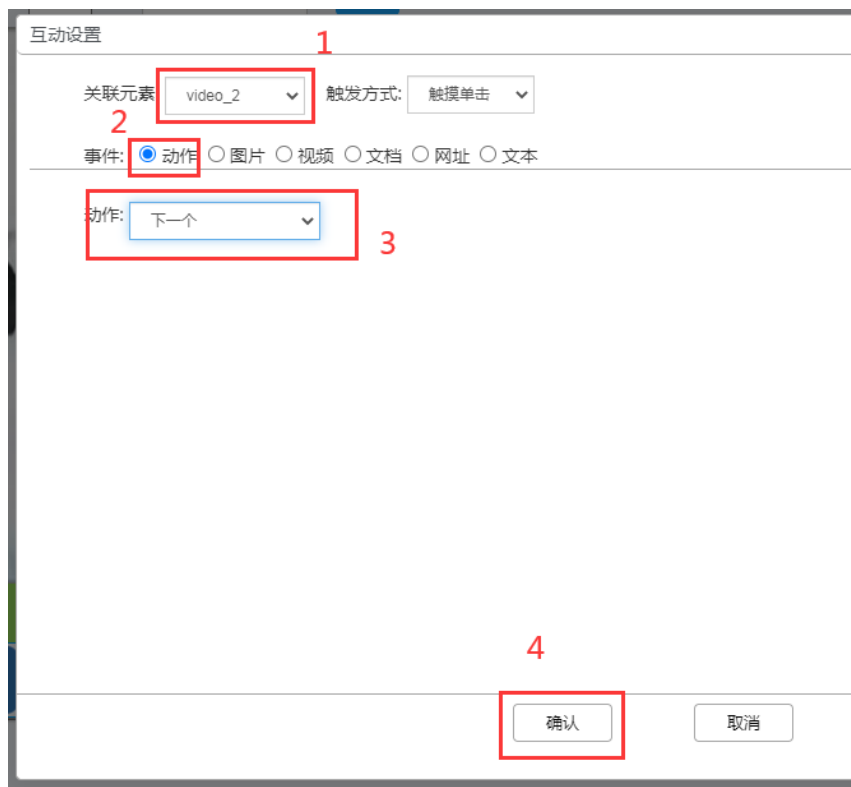 互动设置
1
关联元素 video_2 触发方式: 触摸单击
2
事件: 动作 图片 视频 文档 网址 文本
动作: 下一个
3
4
确认 取消